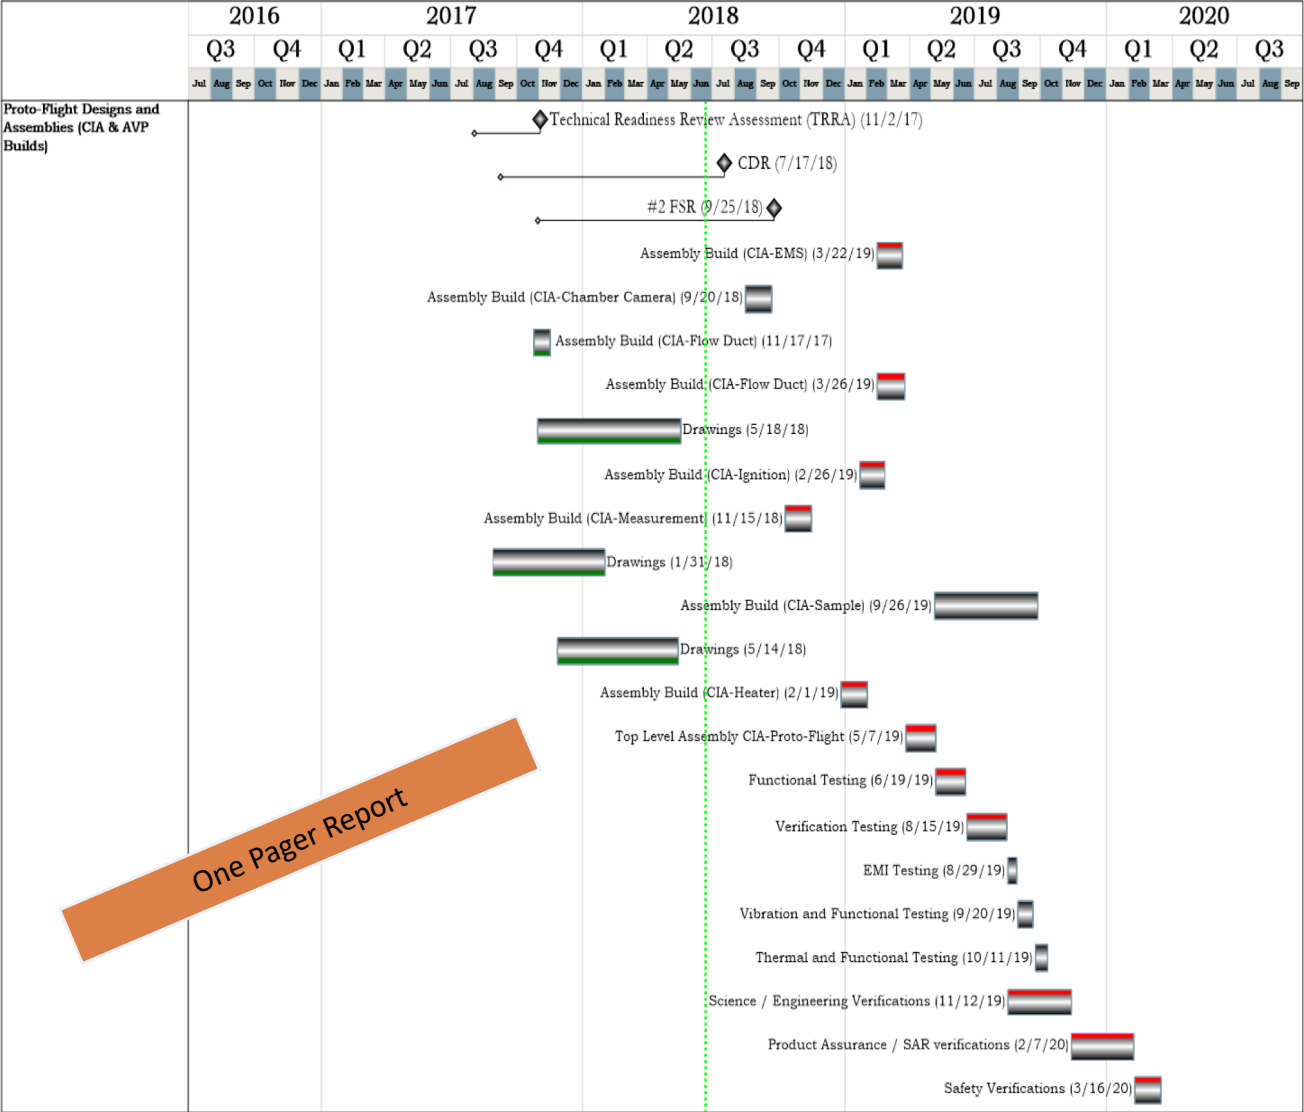 2016 2017 2018 2019 2020
Q3 Q4 Q1 Q2 Q3 Q4 Q1 Q2 Q3 Q4 Q1 Q2 Q3 Q4 Q1 Q2 Q3
Jul Aug Sep Oct Nov Dec Jan Feb Mar Apr May Jun Jul Aug Sep Oct Nov Dec Jan Feb Mar Apr May Jun Jul Aug Sep Oct Nov Dec Jan Feb Mar Apr May Jun Jul Aug Sep Oct Nov Dec Jan Feb Mar Apr May Jun Jul Aug Sep
Proto-Flight Designs and
Assemblies (CIA & AVP
Builds)
Technical Readiness Review Assessment (TRRA) (11/2/17)
CDR (7/17/18)
#2 FSR (9/25/18)
Assembly Build (CIA-EMS) (3/22/19)
Assembly Build (CIA-Chamber Camera) (9/20/18)
Assembly Build (CIA-Flow Duct) (11/17/17)
Assembly Build (CIA-Flow Duct) (3/26/19)
Drawings (5/18/18)
Assembly Build (CIA-Ignition) (2/26/19)
Assembly Build (CIA-Measurement) (11/15/18)
Drawings (1/31/18)
Assembly Build (CIA-Sample) (9/26/19)
Drawings (5/14/18)
Assembly Build (CIA-Heater) (2/1/19)
Top Level Assembly CIA-Proto-Flight (5/7/19)
Functional Testing (6/19/19)
One Pager Report
Verification Testing (8/15/19)
EMI Testing (8/29/19)
Vibration and Functional Testing (9/20/19)
Thermal and Functional Testing (10/11/19)
Science / Engineering Verifications (11/12/19)
Product Assurance / SAR verifications (2/7/20)
Safety Verifications (3/16/20)